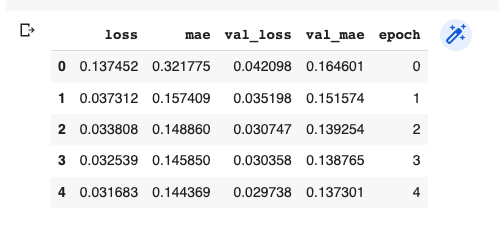 loss mae val_loss val_mae epoch
0 0.137452 0.321775 0.042098 0.164601 0
1 0.037312 0.157409 0.035198 0.151574 1
2 0.033808 0.148860 0.030747 0.139254 2
3 0.032539 0.145850 0.030358 0.138765 3
4 0.031683 0.144369 0.029738 0.137301 4